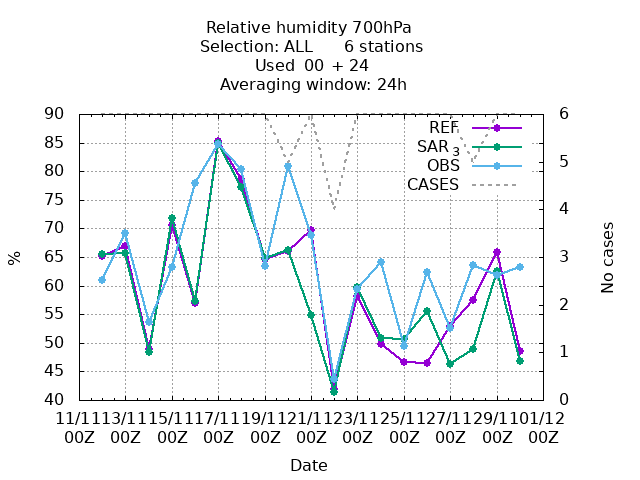 Relative humidity 700hPa
Selection: ALL 6 stations
Used 00 + 24
Averaging window: 24h
90
85
80
75
70
65
60
55
50
45
40
%
6
5
4
3
2
1
0
No cases
REF
SAR 3
OBS
CASES
11/11 13/11 15/11 17/11 19/11 21/11 23/11 25/11 27/11 29/11 01/12
00Z 00Z 00Z 00Z 00Z 00Z 00Z 00Z 00Z 00Z 00Z
Date